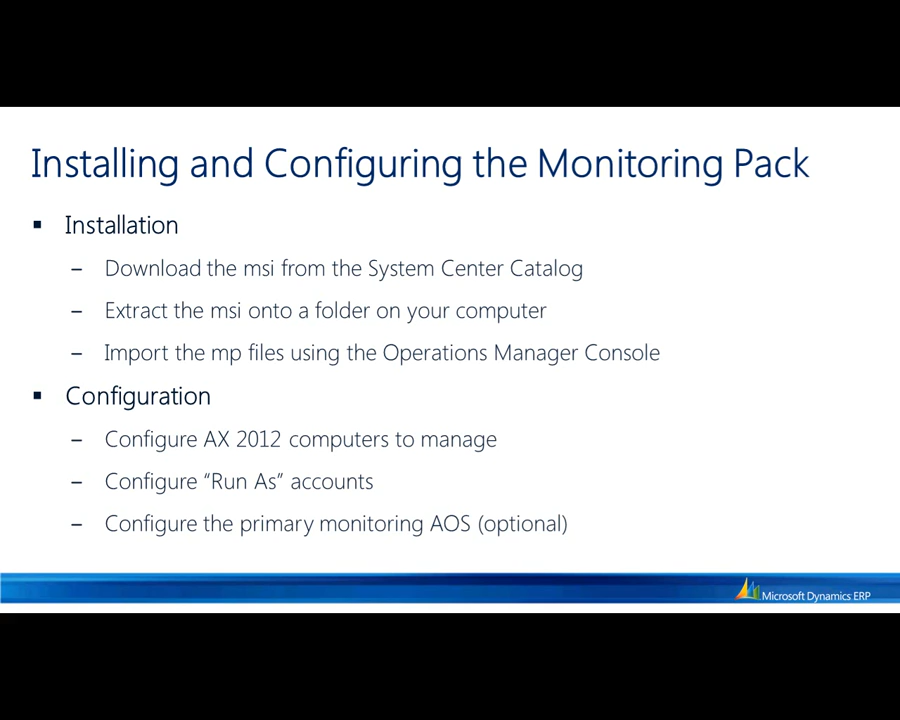 Installing and Configuring the Monitoring Pack
▪ Installation
– Download the msi from the System Center Catalog
– Extract the msi onto a folder on your computer
– Import the mp files using the Operations Manager Console
▪ Configuration
– Configure AX 2012 computers to manage
– Configure “Run As” accounts
– Configure the primary monitoring AOS (optional)
Microsoft Dynamics ERP